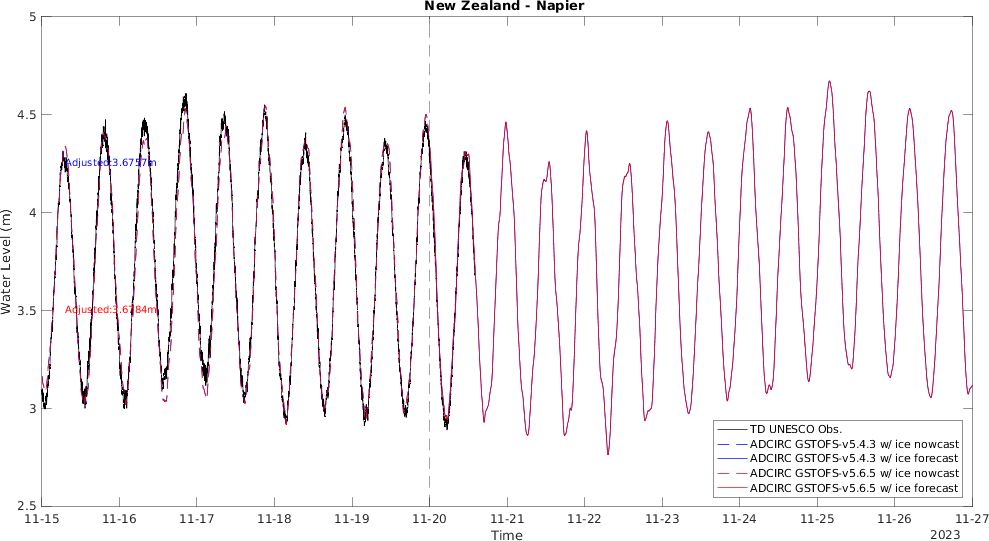 New Zealand - Napier
Water Level (m)
5
4.5
4
3.5
3
2.5
Adjusted:3.6757m
Adjusted:3.6784m
TD UNESCO Obs.
ADCIRC GSTOFS-v5.4.3 w/ ice nowcast
ADCIRC GSTOFS-v5.4.3 w/ ice forecast
ADCIRC GSTOFS-v5.6.5 w/ ice nowcast
ADCIRC GSTOFS-v5.6.5 w/ ice forecast
11-15 11-16 11-17 11-18 11-19 11-20 11-21 11-22 11-23 11-24 11-25 11-26 11-27
Time
2023